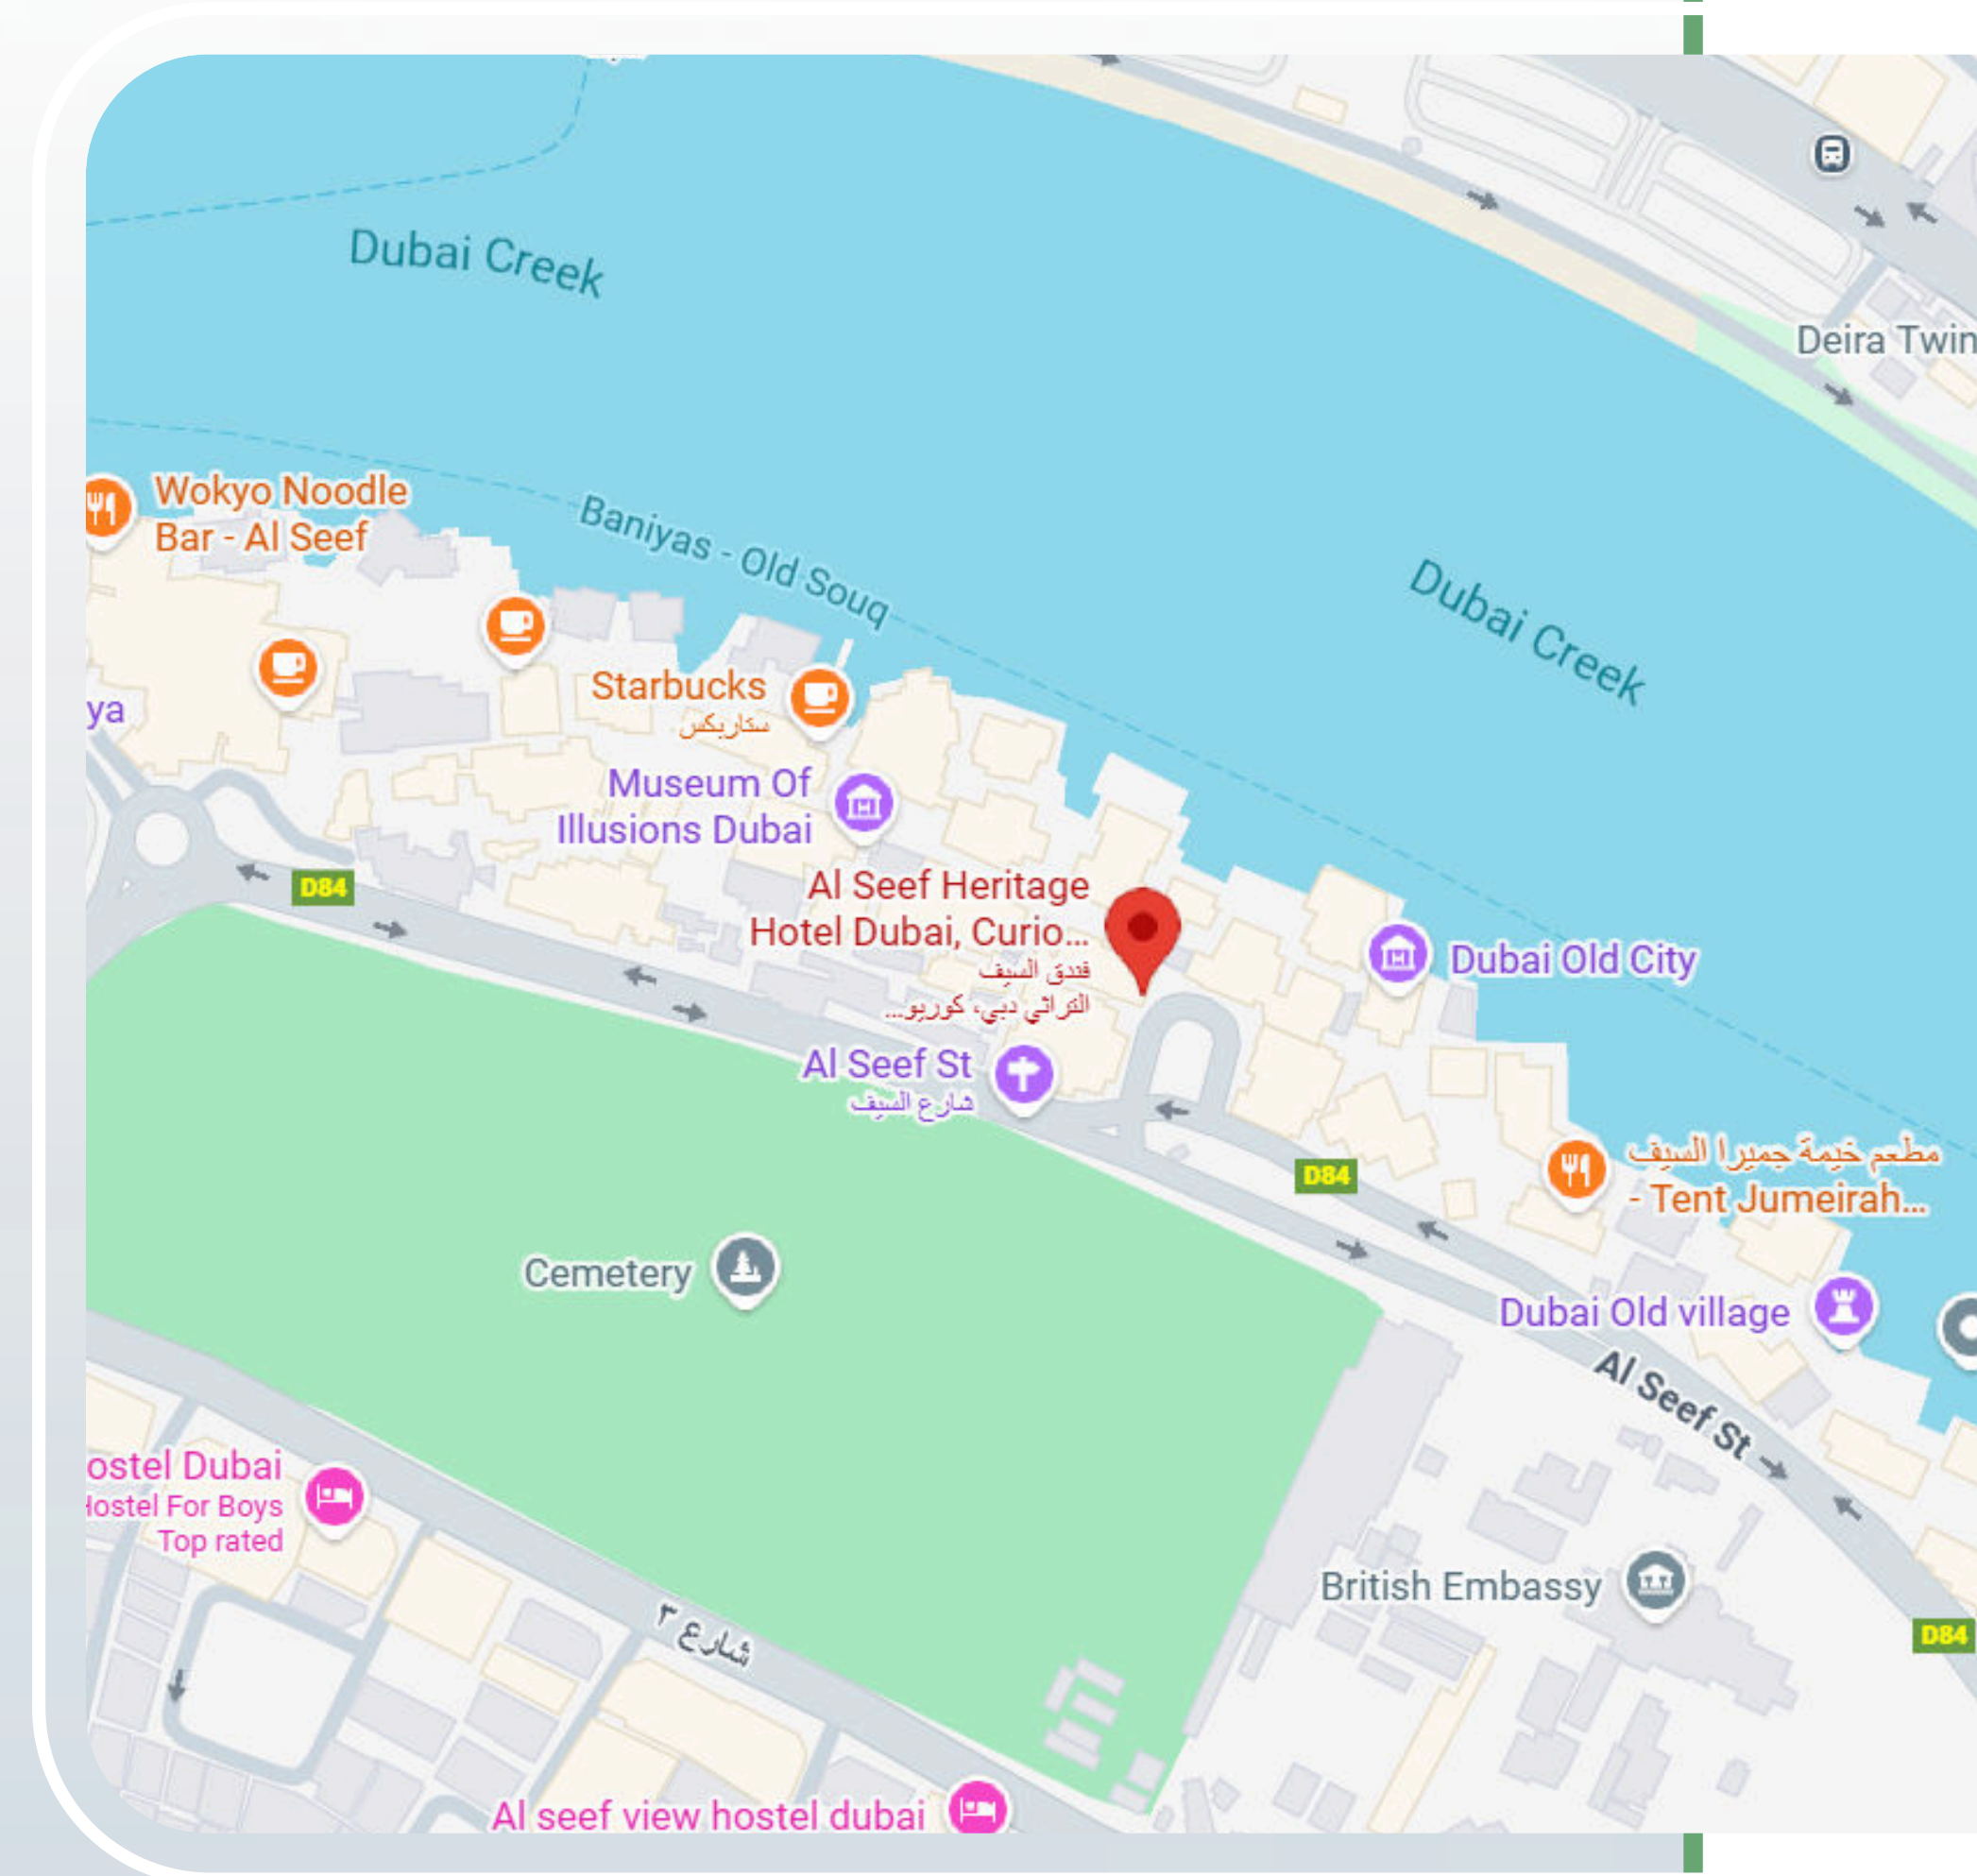 Dubai Creek
Deira Twin
Wokyo Noodle
Bar - Al Seef
Baniyas - Old Souq
Dubai Creek
Starbucks
ستاربكس
ya
Museum Of
Illusions Dubai
D84
Al Seef Heritage
Hotel Dubai, Curio...
فندق السيف
التراثي دبي، كوريو...
Dubai Old City
Al Seef St
شارع السيف
D84
مطعم خيمة جميرا السيف
- Tent Jumeirah...
Cemetery
Dubai Old village
Al Seef St
ostel Dubai
Hostel For Boys
Top rated
British Embassy
شارع ٣
D84
Al seef view hostel dubai